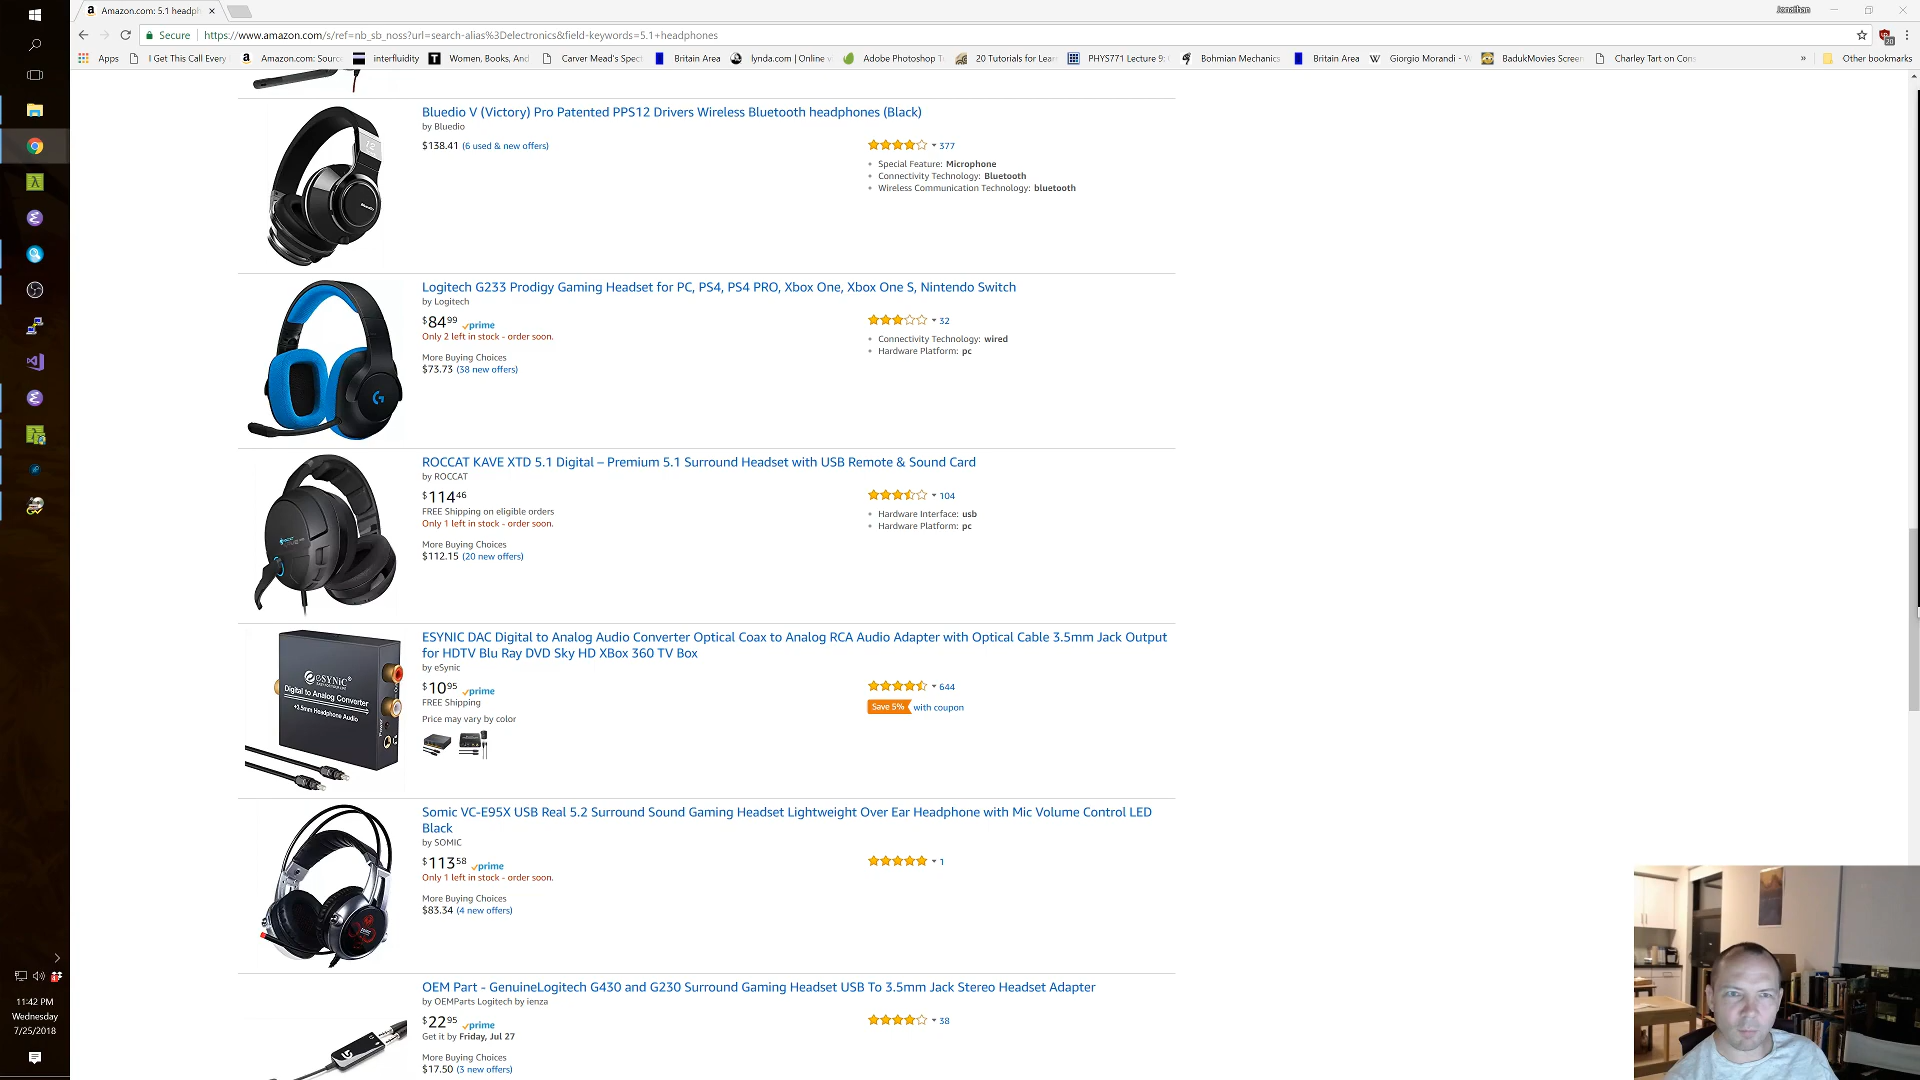 Amazon.com: 5.1 headph
Jonathan
Secure
https://www.amazon.com/s/ref=nb_sb_noss?url=search-alias%3Delectronics&field-keywords=5.1+headphones
Apps
I Get This Call Every
Amazon.com: Sourc
interfluidity
Women, Books, And
Carver Mead's Spec
Britain Area
lynda.com | Online v
Adobe Photoshop T
20 Tutorials for Lear
PHYS771 Lecture 9:
Bohmian Mechanics
Britain Area
Giorgio Morandi - W
BadukMovies Screen
Charley Tart on Cons
»
Other bookmarks
Bluedio V (Victory) Pro Patented PPS12 Drivers Wireless Bluetooth headphones (Black)
by Bluedio
$138.41 (6 used & new offers)
377
Special Feature: Microphone
Connectivity Technology: Bluetooth
Wireless Communication Technology: bluetooth
Logitech G233 Prodigy Gaming Headset for PC, PS4, PS4 PRO, Xbox One, Xbox One S, Nintendo Switch
by Logitech
$84 99 prime
Only 2 left in stock - order soon.
More Buying Choices
$73.73 (38 new offers)
32
Connectivity Technology: wired
Hardware Platform: pc
ROCCAT KAVE XTD 5.1 Digital – Premium 5.1 Surround Headset with USB Remote & Sound Card
by ROCCAT
$114 46
FREE Shipping on eligible orders
Only 1 left in stock - order soon.
More Buying Choices
$112.15 (20 new offers)
104
Hardware Interface: usb
Hardware Platform: pc
eSYNiC®
Digital to Analog Converter
+3.5mm Headphone Audio
ESYNIC DAC Digital to Analog Audio Converter Optical Coax to Analog RCA Audio Adapter with Optical Cable 3.5mm Jack Output
for HDTV Blu Ray DVD Sky HD XBox 360 TV Box
by eSynic
$10 95 prime
FREE Shipping
Price may vary by color
644
Save 5% with coupon
Somic VC-E95X USB Real 5.2 Surround Sound Gaming Headset Lightweight Over Ear Headphone with Mic Volume Control LED
Black
by SOMIC
$113 58 prime
Only 1 left in stock - order soon.
More Buying Choices
$83.34 (4 new offers)
1
OEM Part - GenuineLogitech G430 and G230 Surround Gaming Headset USB To 3.5mm Jack Stereo Headset Adapter
by OEMParts Logitech by ienza
$22 95 prime
Get it by Friday, Jul 27
More Buying Choices
$17.50 (3 new offers)
38
11:42 PM
Wednesday
7/25/2018